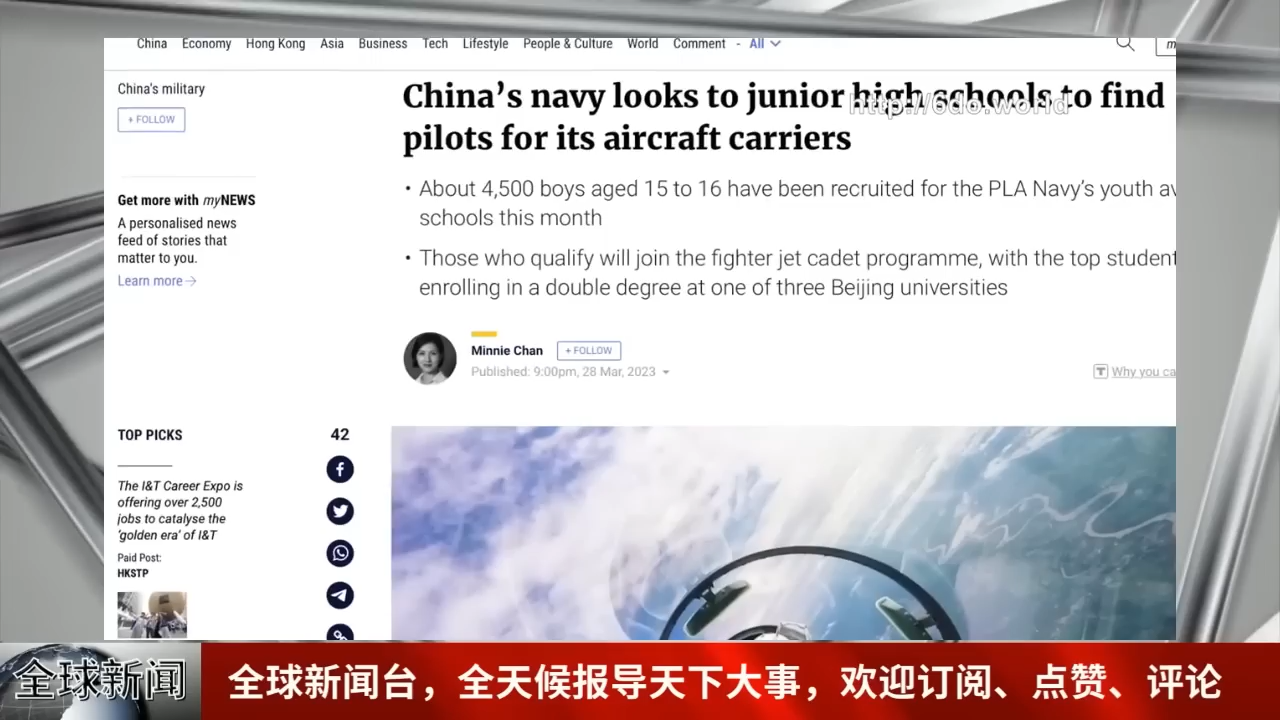 China Economy Hong Kong Asia Business Tech Lifestyle People & Culture World Comment - All
China's military
+ FOLLOW
Get more with myNEWS
A personalised news
feed of stories that
matter to you.
Learn more
China's navy looks to junior high schools to find
pilots for its aircraft carriers
http://6do.world
• About 4,500 boys aged 15 to 16 have been recruited for the PLA Navy's youth
schools this month
• Those who qualify will join the fighter jet cadet programme, with the top student
enrolling in a double degree at one of three Beijing universities
Minnie Chan + FOLLOW
Published: 9:00pm, 28 Mar, 2023
Why you
TOP PICKS
42
The I&T Career Expo is
offering over 2,500
jobs to catalyse the
'golden era' of I&T
Paid Post:
HKSTP
全球新闻
全球新闻台，全天候报导天下大事，欢迎订阅、点赞、评论